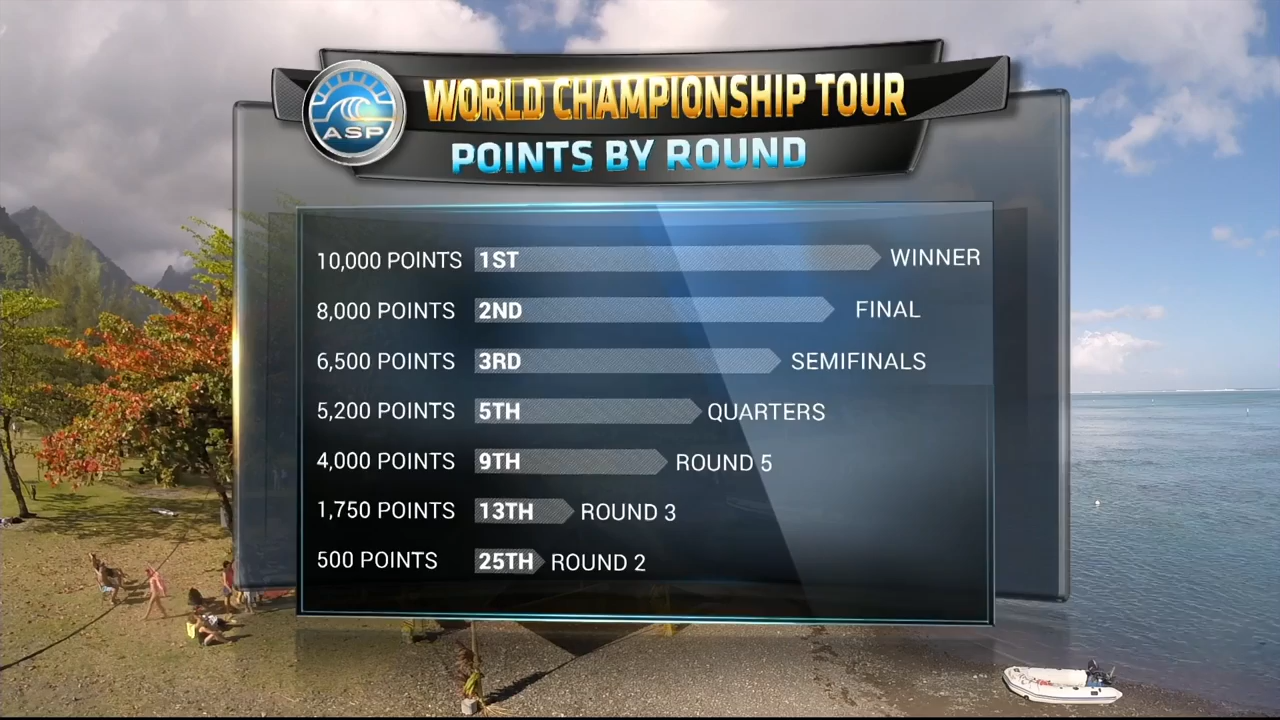 ASP
WORLD CHAMPIONSHIP TOUR
POINTS BY ROUND
10,000 POINTS 1ST WINNER
8,000 POINTS 2ND FINAL
6,500 POINTS 3RD SEMIFINALS
5,200 POINTS 5TH QUARTERS
4,000 POINTS 9TH ROUND 5
1,750 POINTS 13TH ROUND 3
500 POINTS 25TH ROUND 2